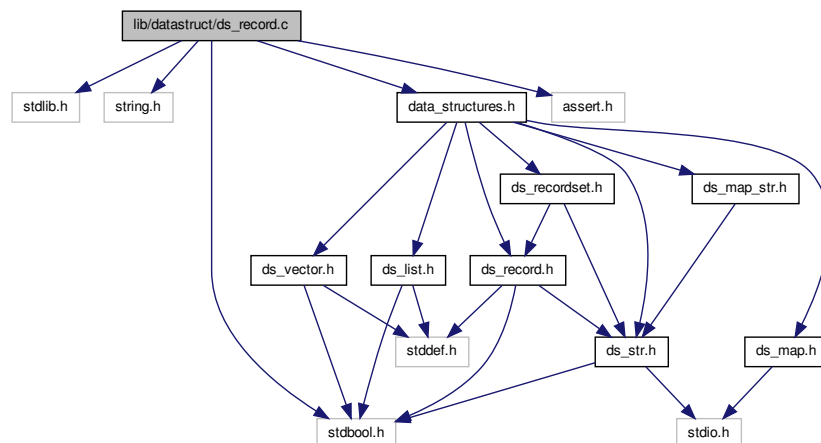 lib/datastruct/ds_record.c
stdlib.h
string.h
data_structures.h
assert.h
ds_recordset.h
ds_map_str.h
ds_vector.h
ds_list.h
ds_record.h
stddef.h
ds_str.h
ds_map.h
stdbool.h
stdio.h